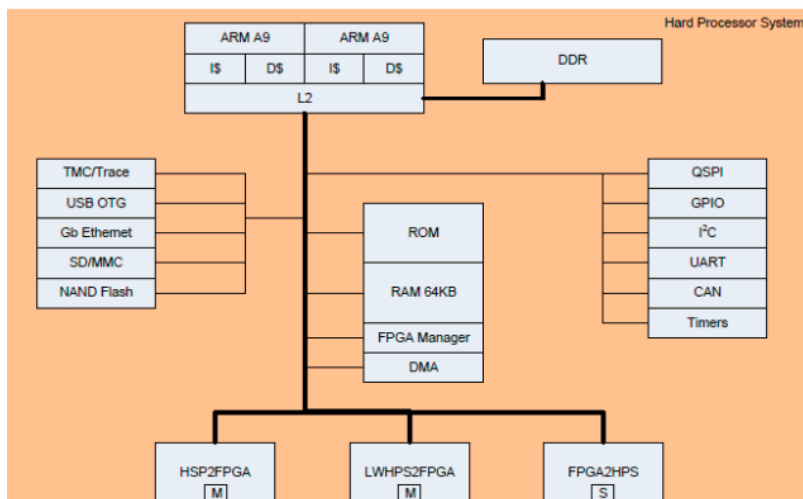 Hard Processor System
ARM A9
ARM A9
I$
D$
I$
D$
L2
DDR
TMC/Trace
USB OTG
Gb Ethernet
SD/MMC
NAND Flash
ROM
RAM 64KB
FPGA Manager
DMA
QSPI
GPIO
I²C
UART
CAN
Timers
HSP2FPGA
M
LWHPS2FPGA
M
FPGA2HPS
S